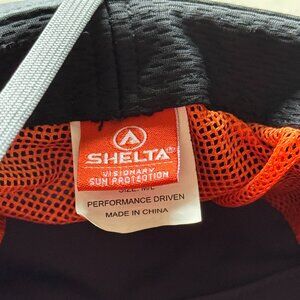 SHELTA®
VISIONARY
SUN PROTECTION
SIZE: M/L
PERFORMANCE DRIVEN
MADE IN CHINA